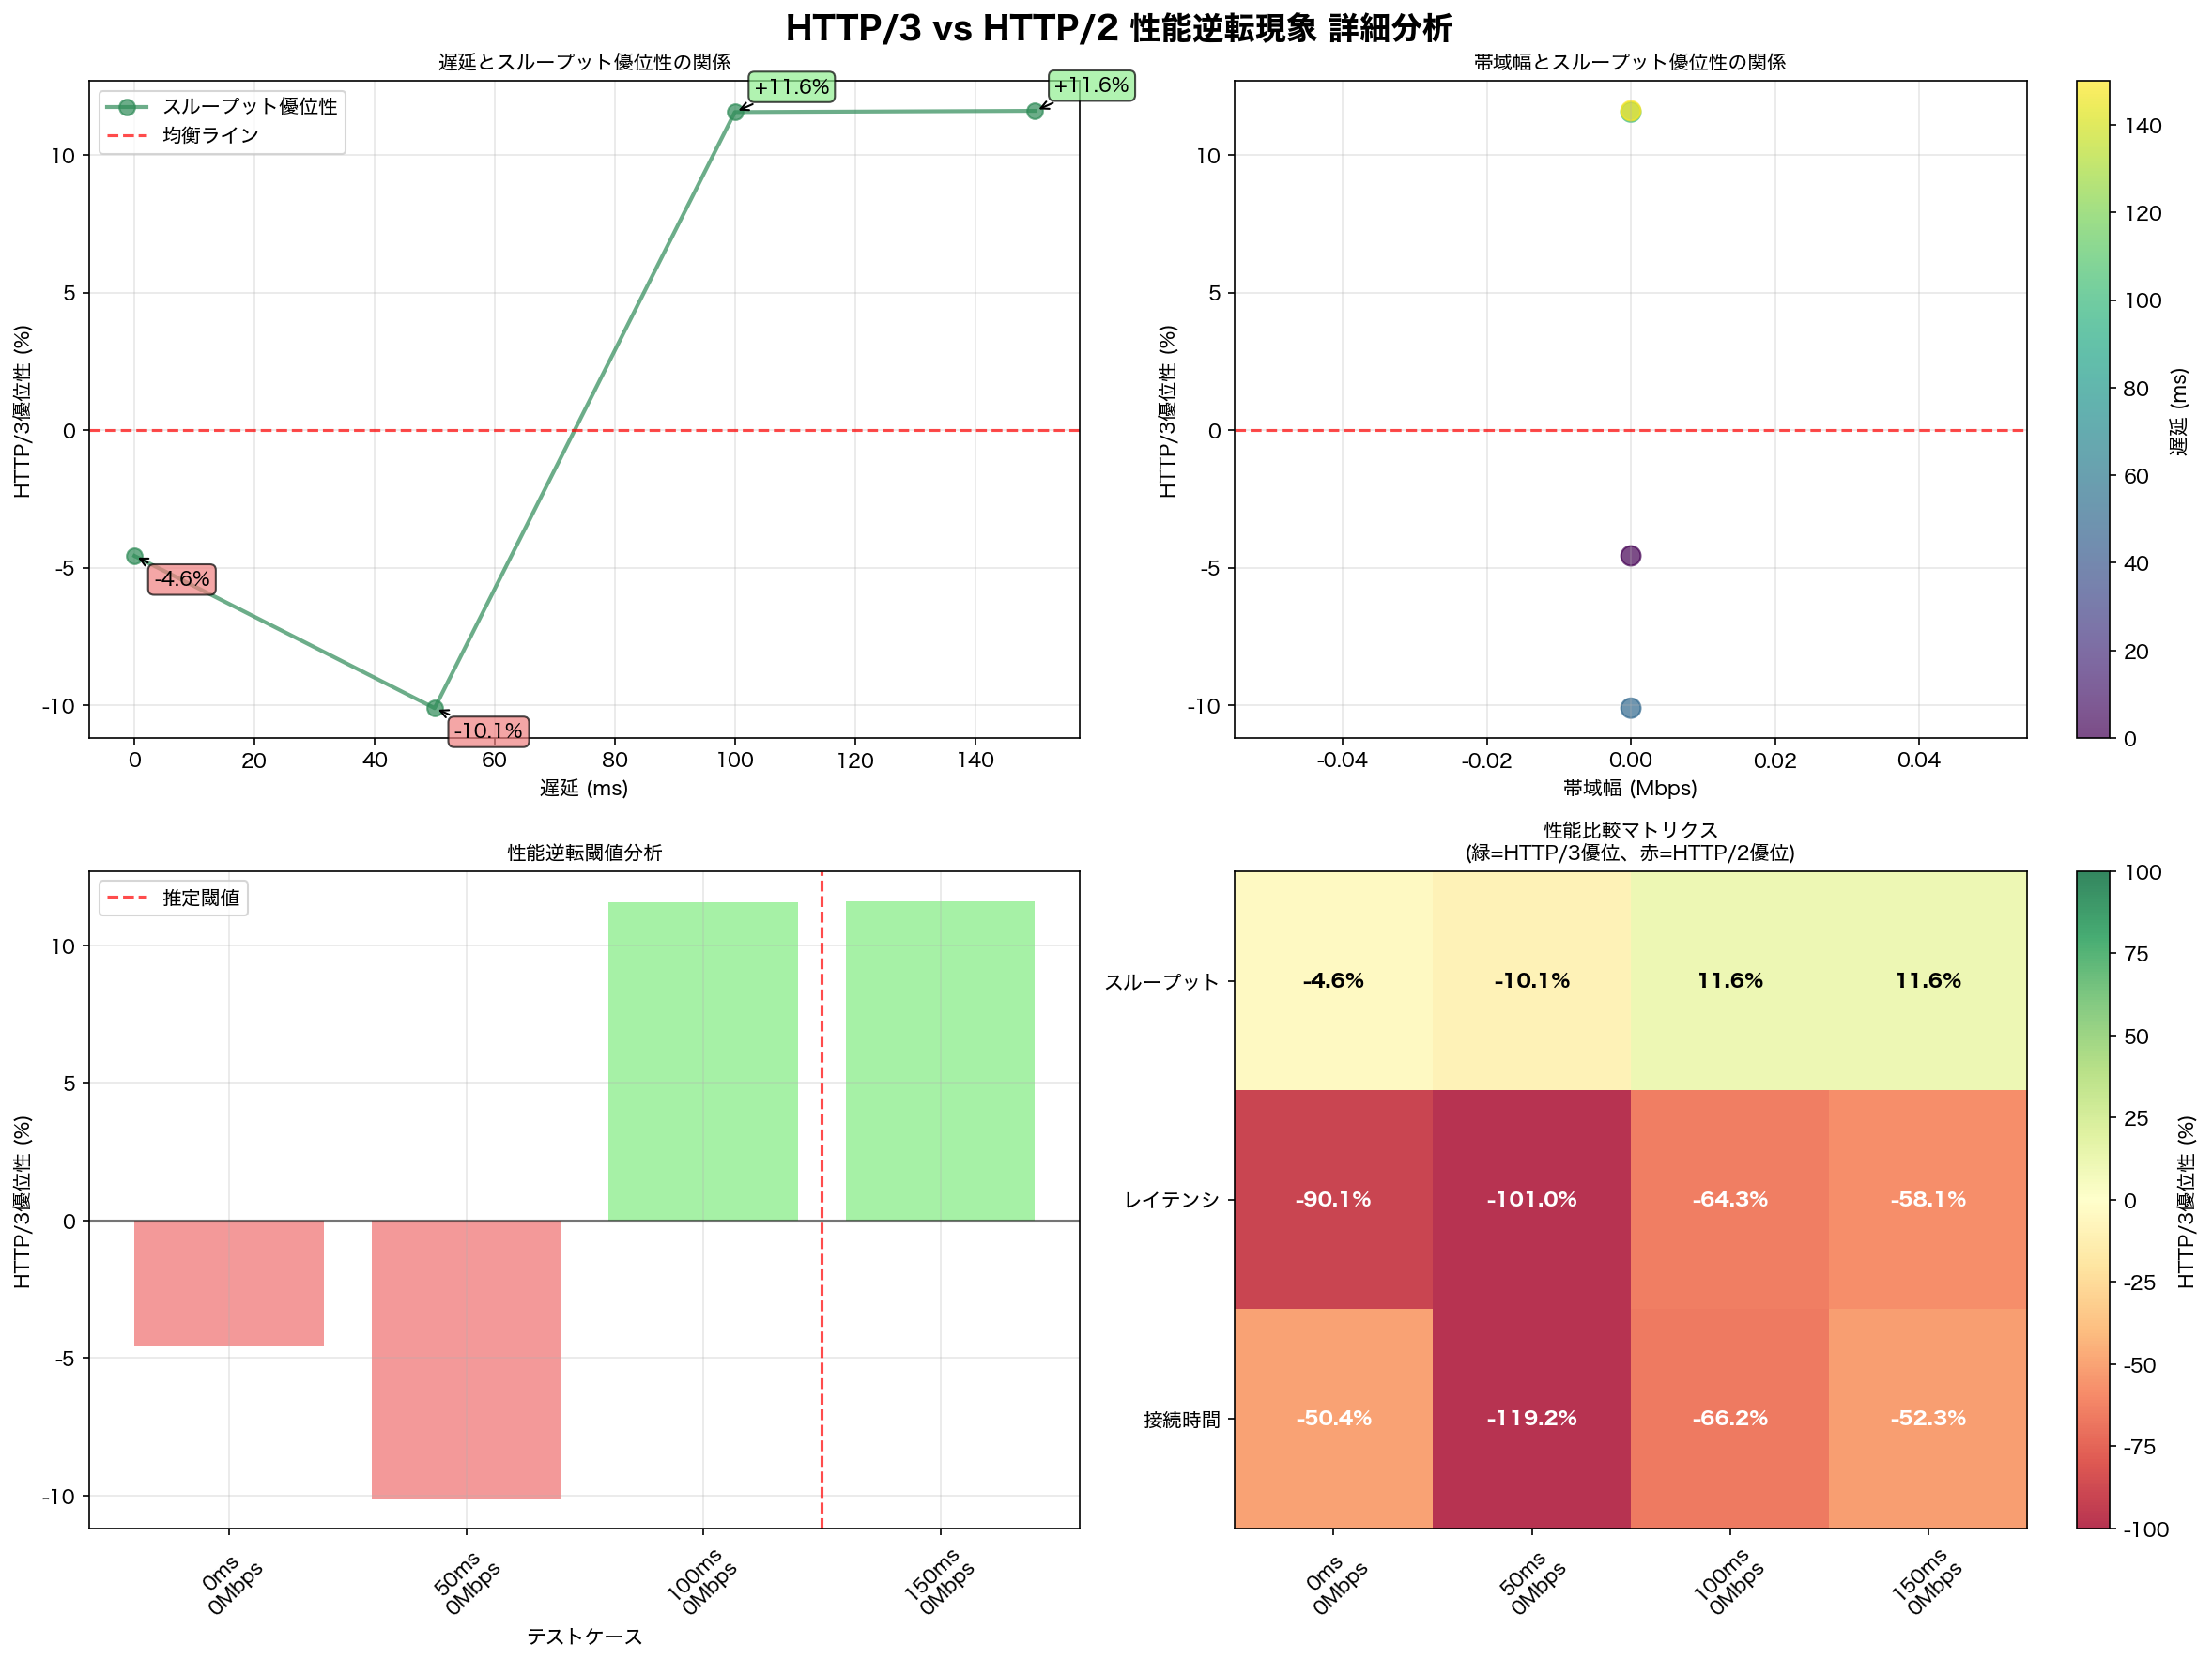 HTTP/3 vs HTTP/2 性能逆転現象 詳細分析
遅延とスループット優位性の関係
スループット優位性
均衡ライン
+11.6%
+11.6%
-4.6%
-10.1%
10
5
0
-5
-10
HTTP/3優位性 (%)
0 20 40 60 80 100 120 140
遅延 (ms)
帯域幅とスループット優位性の関係
10
5
0
-5
-10
HTTP/3優位性 (%)
-0.04 -0.02 0.00 0.02 0.04
帯域幅 (Mbps)
140
120
100
80
60
40
20
0
遅延 (ms)
性能逆転閾値分析
推定閾値
10
5
0
-5
-10
HTTP/3優位性 (%)
0ms
0Mbps
50ms
0Mbps
100ms
0Mbps
150ms
0Mbps
テストケース
性能比較マトリクス
(緑=HTTP/3優位、赤=HTTP/2優位)
スループット -4.6% -10.1% 11.6% 11.6%
レイテンシ -90.1% -101.0% -64.3% -58.1%
接続時間 -50.4% -119.2% -66.2% -52.3%
0ms
0Mbps
50ms
0Mbps
100ms
0Mbps
150ms
0Mbps
100
75
50
25
0
-25
-50
-75
-100
HTTP/3優位性 (%)